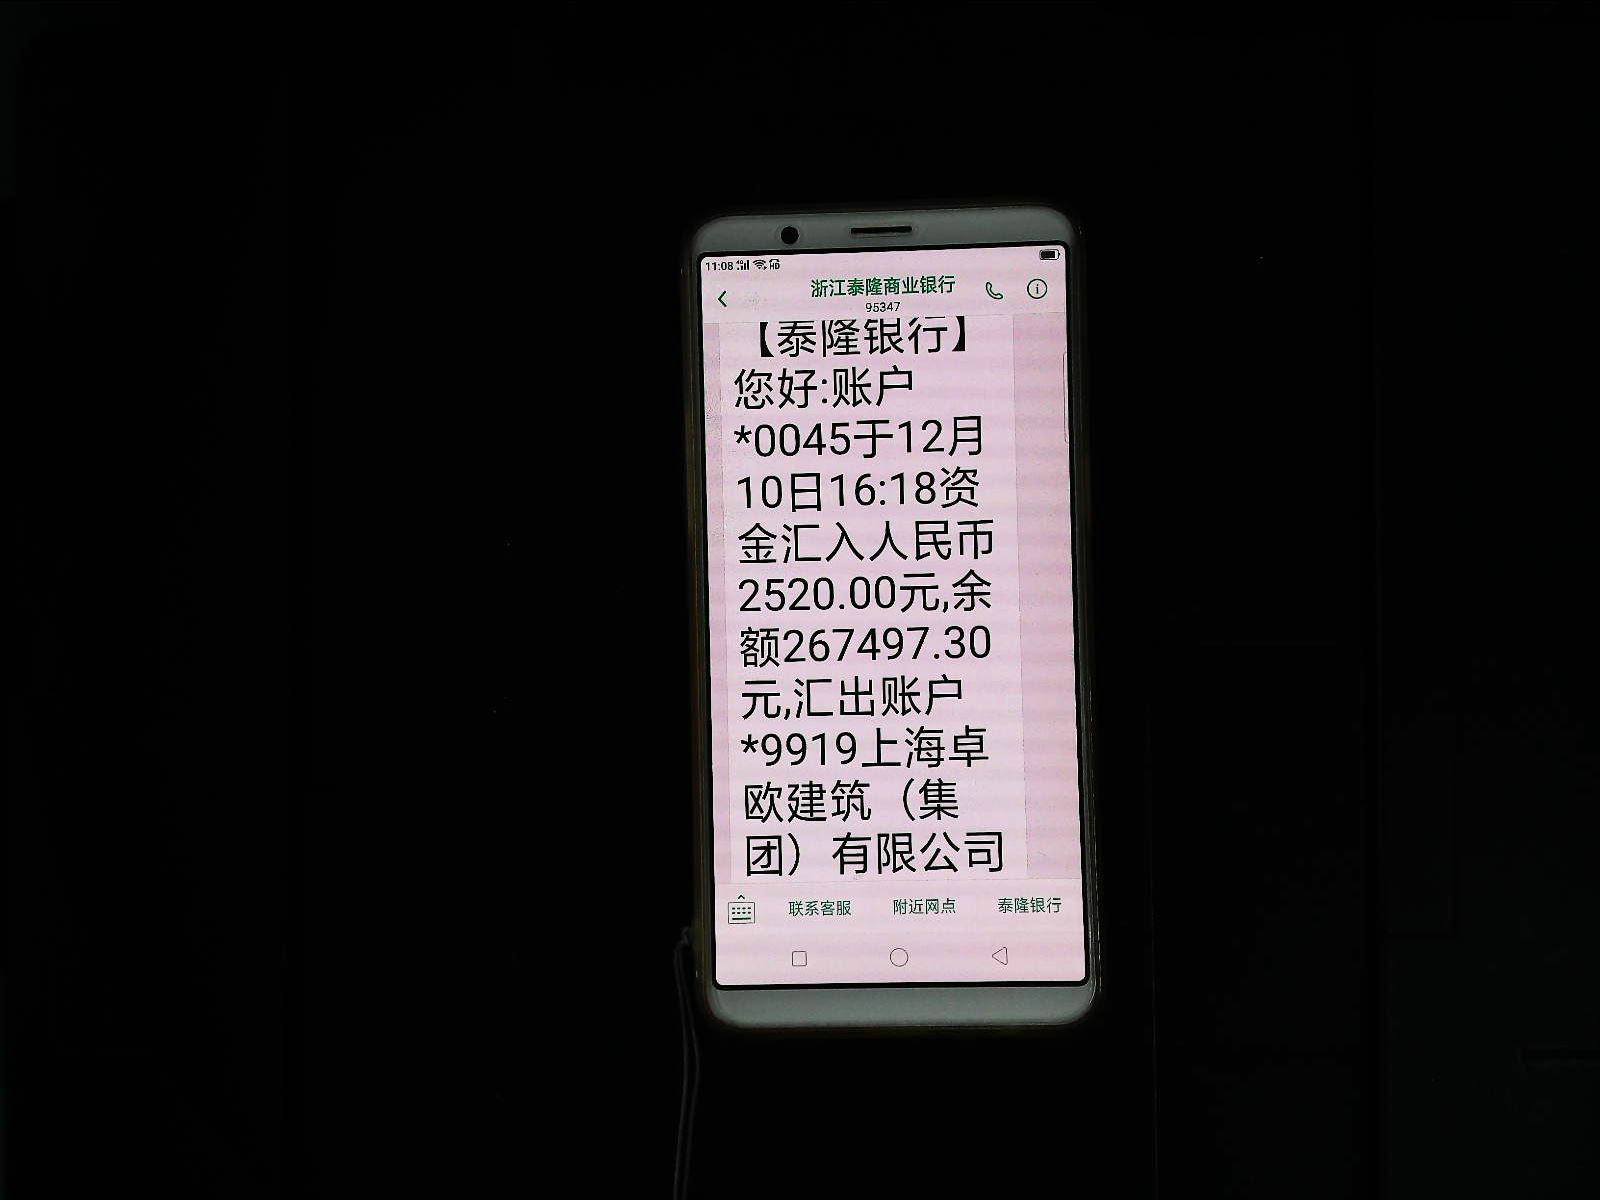 11:08
浙江泰隆商业银行
95347
【泰隆银行】
您好:账户
*0045于12月
10日16:18资
金汇入人民币
2520.00元,余
额267497.30
元,汇出账户
*9919上海卓
欧建筑（集
团）有限公司
联系客服 附近网点 泰隆银行